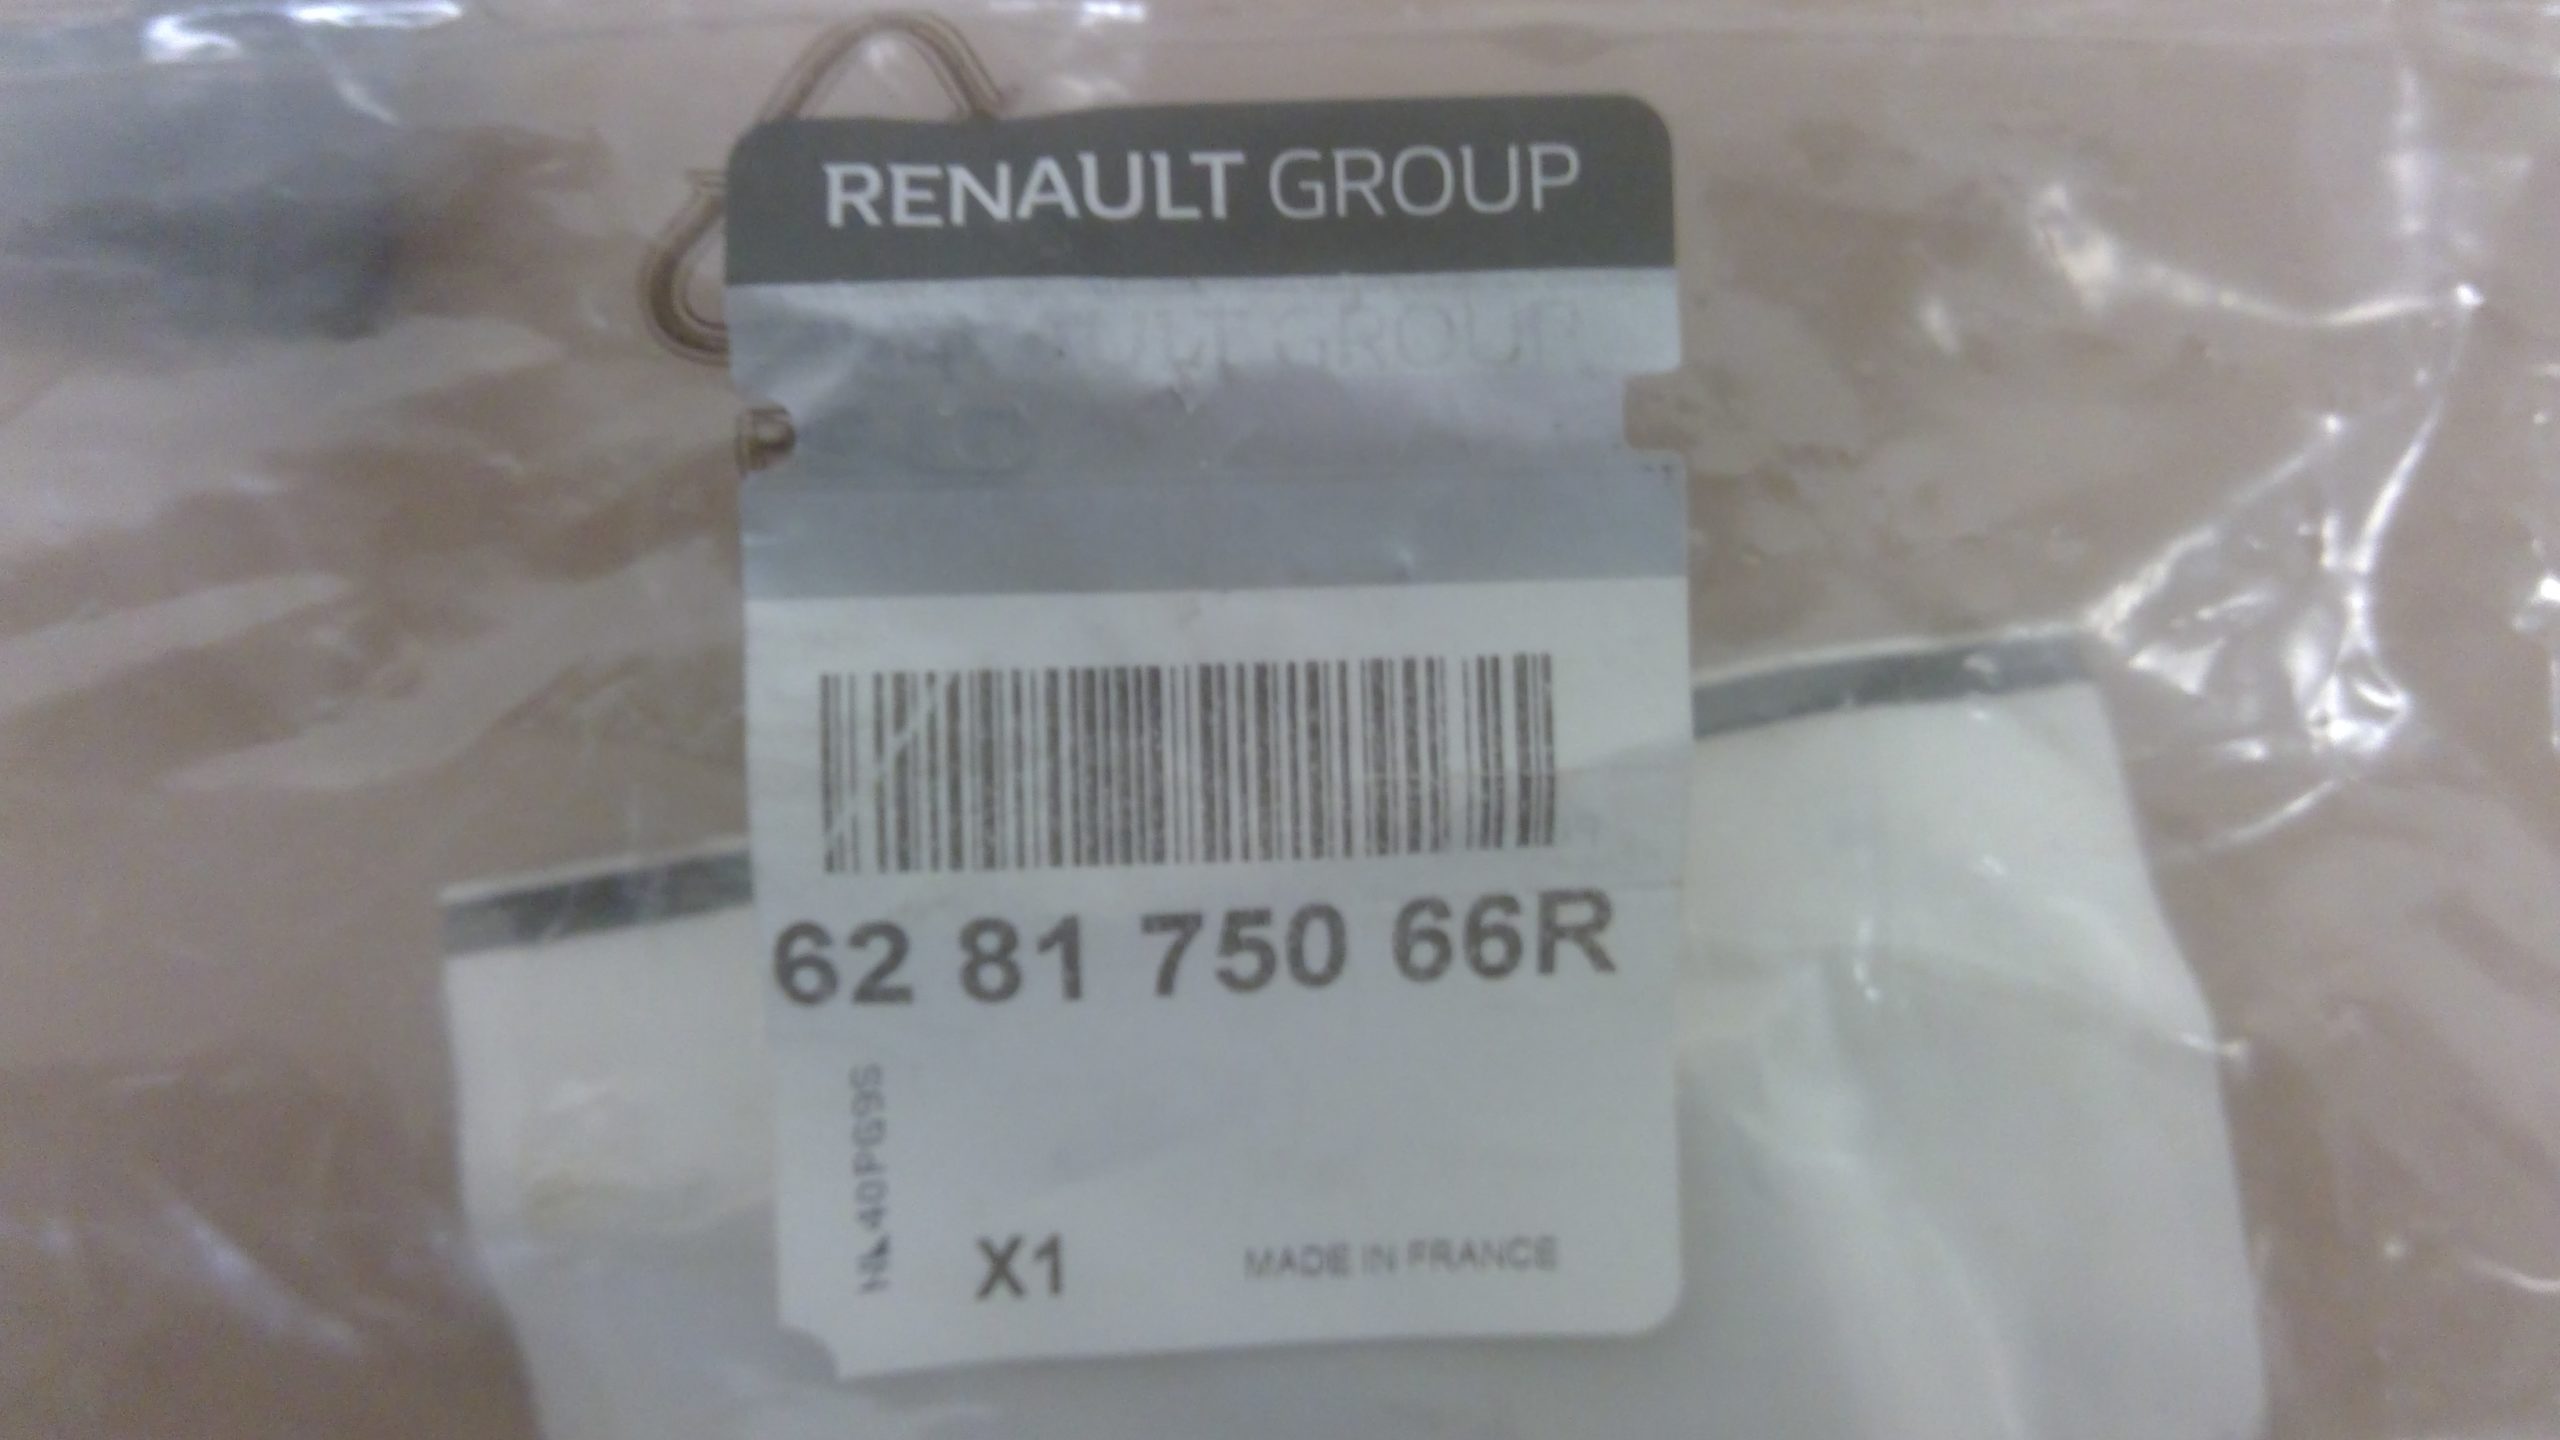 RENAULT GROUP
62 81 750 66R
X1
MADE IN FRANCE